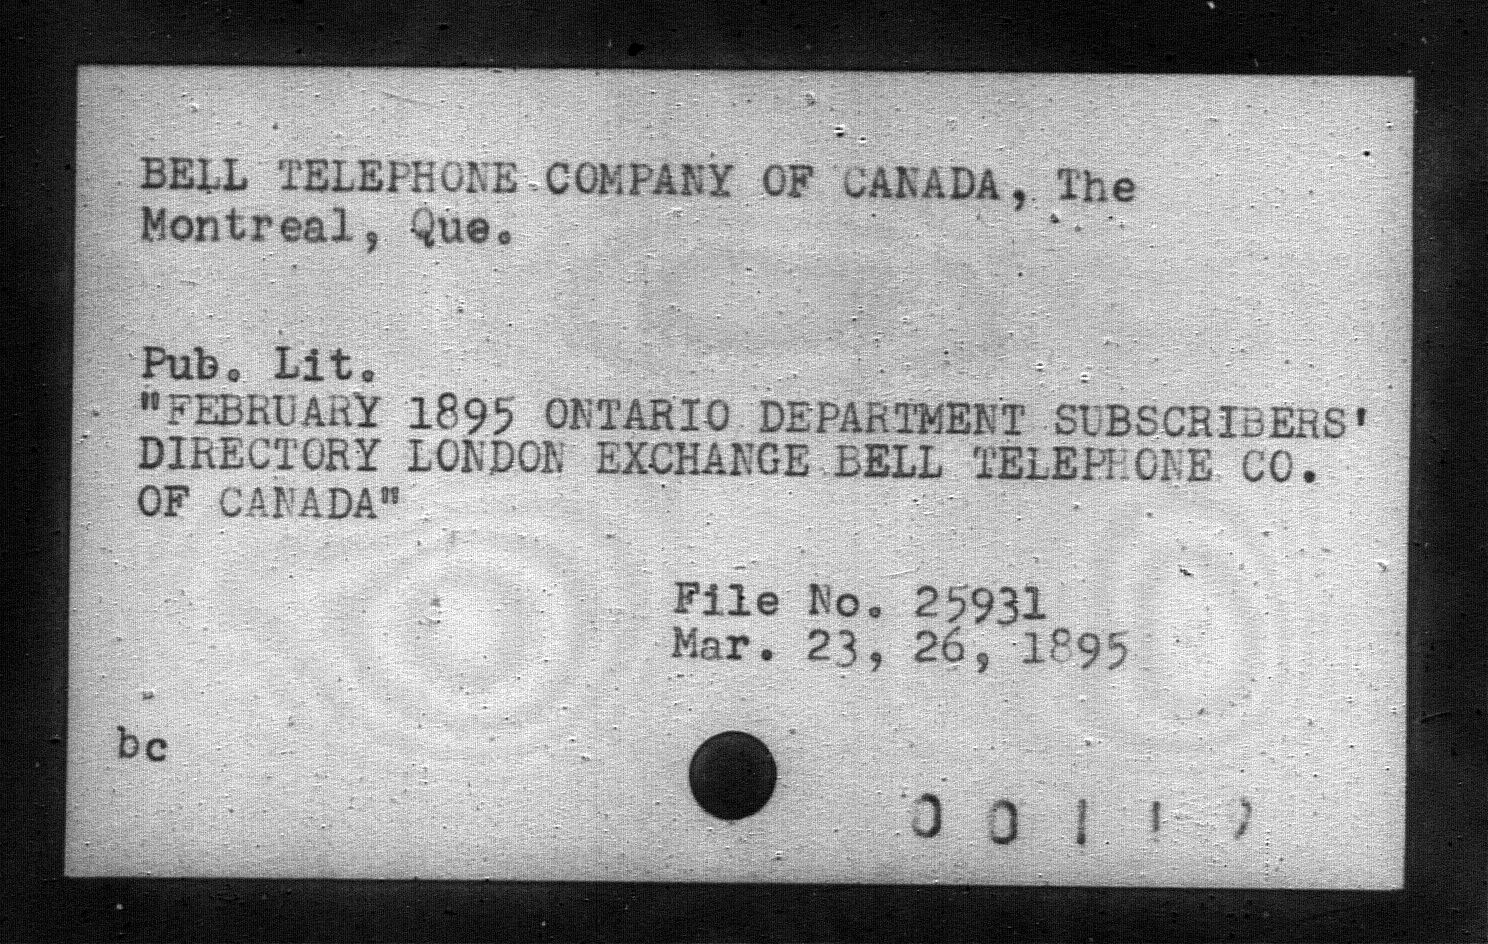 BELL TELEPHONE COMPANY OF CANADA, The
Montreal, Que.
Pub. Lit.
"FEBRUARY 1895 ONTARIO DEPARTMENT SUBSCRIBERS'
DIRECTORY LONDON EXCHANGE BELL TELEPHONE CO.
OF CANADA"
File No. 25931
Mar. 23, 26, 1895
bc